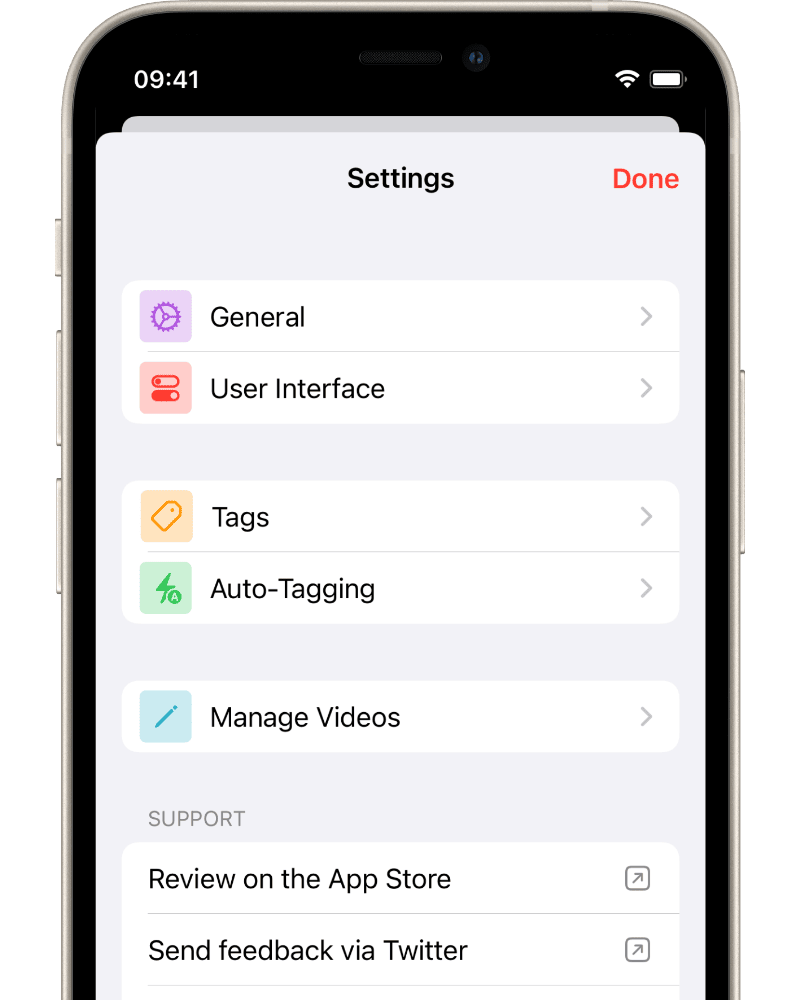 09:41
Settings
Done
General
User Interface
Tags
Auto-Tagging
Manage Videos
SUPPORT
Review on the App Store
Send feedback via Twitter